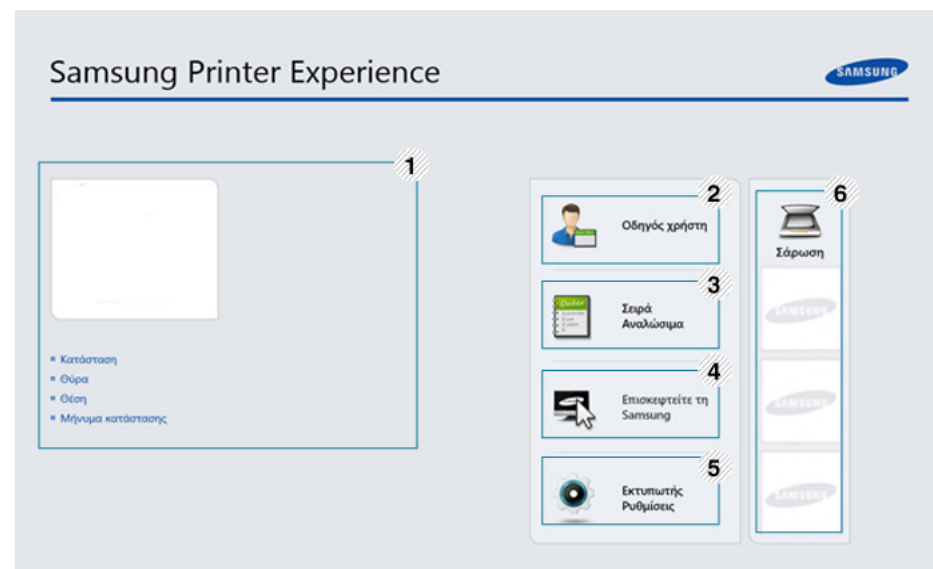 Samsung Printer Experience
SAMSUNG
1
Κατάσταση
Θύρα
Θέση
Μήνυμα κατάστασης
2
Οδηγός χρήστη
3
Order
Σειρά
Αναλώσιμα
4
Επισκεφτείτε τη
Samsung
5
Εκτυπωτής
Ρυθμίσεις
6
Σάρωση
SAMSUNG
SAMSUNG
SAMSUNG